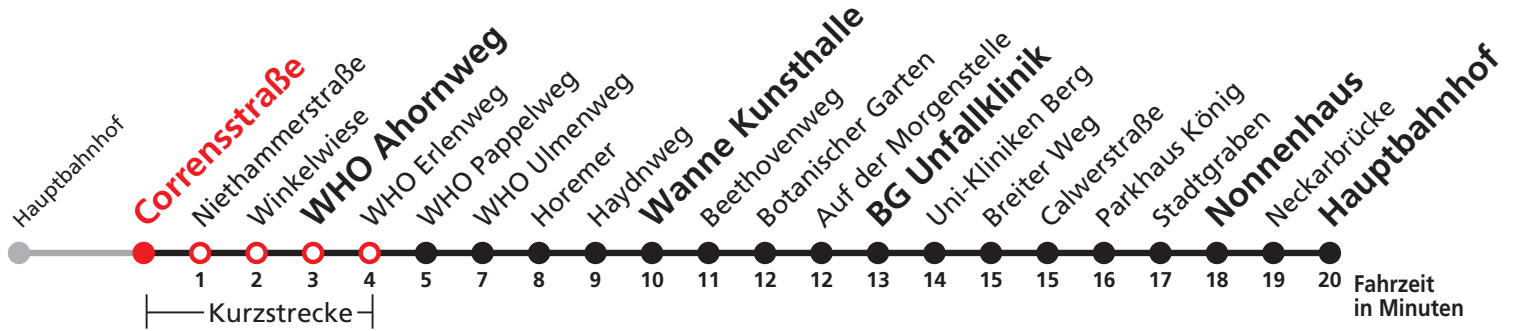 Hauptbahnhof
Corrensstraße
Niethammerstraße
Winkelwiese
WHO Ahornweg
WHO Erlenweg
WHO Pappelweg
WHO Ulmenweg
Horemer
Haydnweg
Wanne Kunsthalle
Beethovenweg
Botanischer Garten
Auf der Morgenstelle
BG Unfallklinik
Uni-Kliniken Berg
Breiter Weg
Calwerstraße
Parkhaus König
Stadtgraben
Nonnenhaus
Neckarbrücke
Hauptbahnhof
1 2 3 4 5 7 8 9 10 11 12 12 13 14 15 15 16 17 18 19 20
Fahrzeit
in Minuten
Kurzstrecke